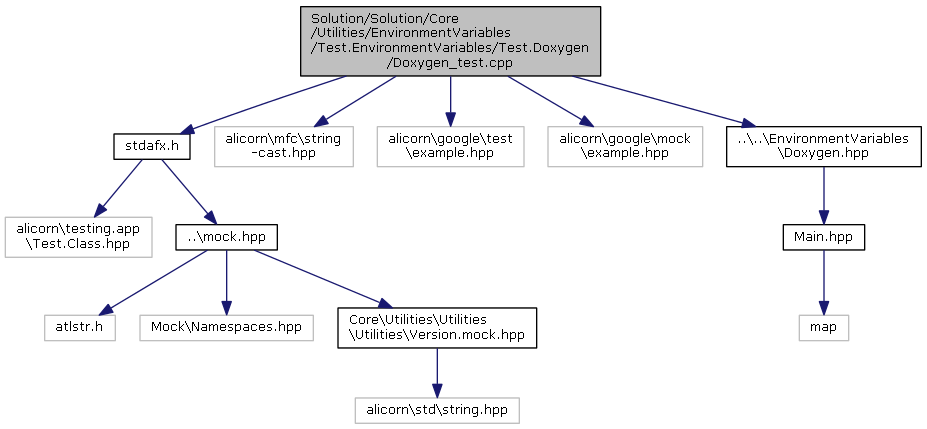 Solution/Solution/Core
/Utilities/EnvironmentVariables
/Test.EnvironmentVariables/Test.Doxygen
/Doxygen_test.cpp
stdafx.h
alicorn\mfc\string
-cast.hpp
alicorn\google\test
\example.hpp
alicorn\google\mock
\example.hpp
..\..\EnvironmentVariables
\Doxygen.hpp
alicorn\testing.app
\Test.Class.hpp
..\mock.hpp
Main.hpp
atlstr.h
Mock\Namespaces.hpp
Core\Utilities\Utilities
\Utilities\Version.mock.hpp
map
alicorn\std\string.hpp